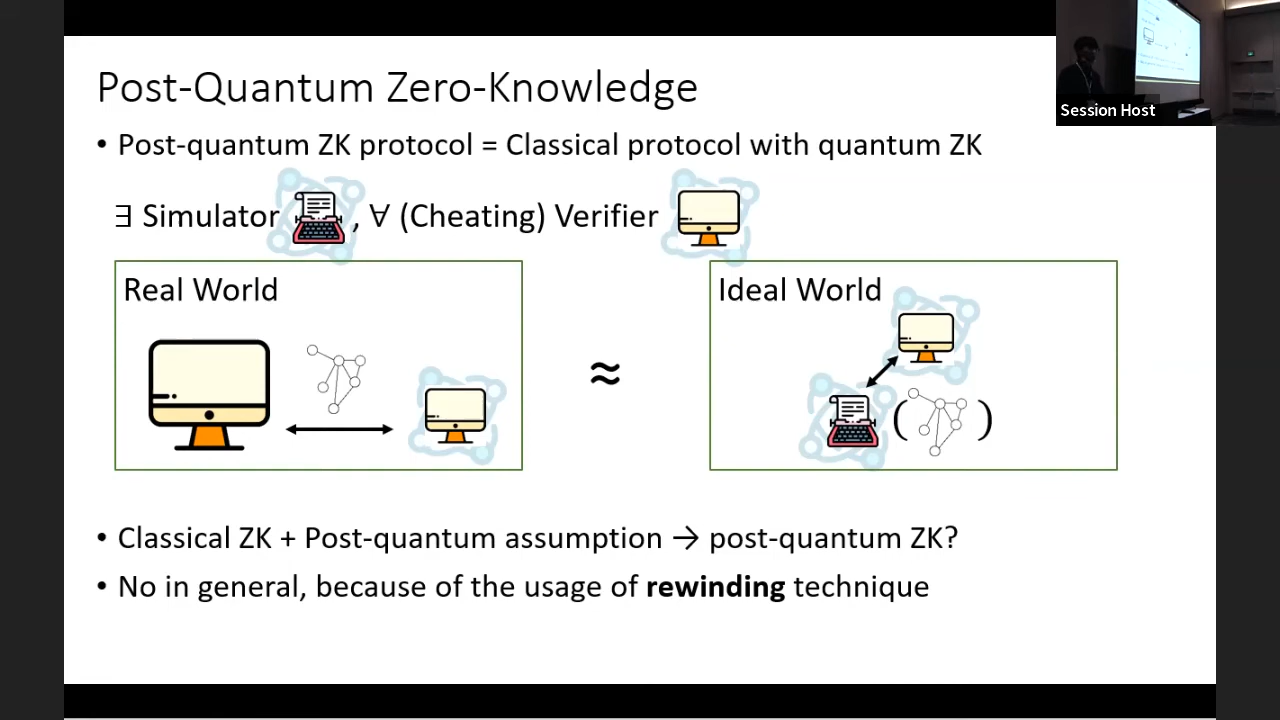 Post-Quantum Zero-Knowledge
Session Host
• Post-quantum ZK protocol = Classical protocol with quantum ZK
∃ Simulator , ∀ (Cheating) Verifier
Real World
≈
Ideal World
( )
• Classical ZK + Post-quantum assumption → post-quantum ZK?
• No in general, because of the usage of rewinding technique